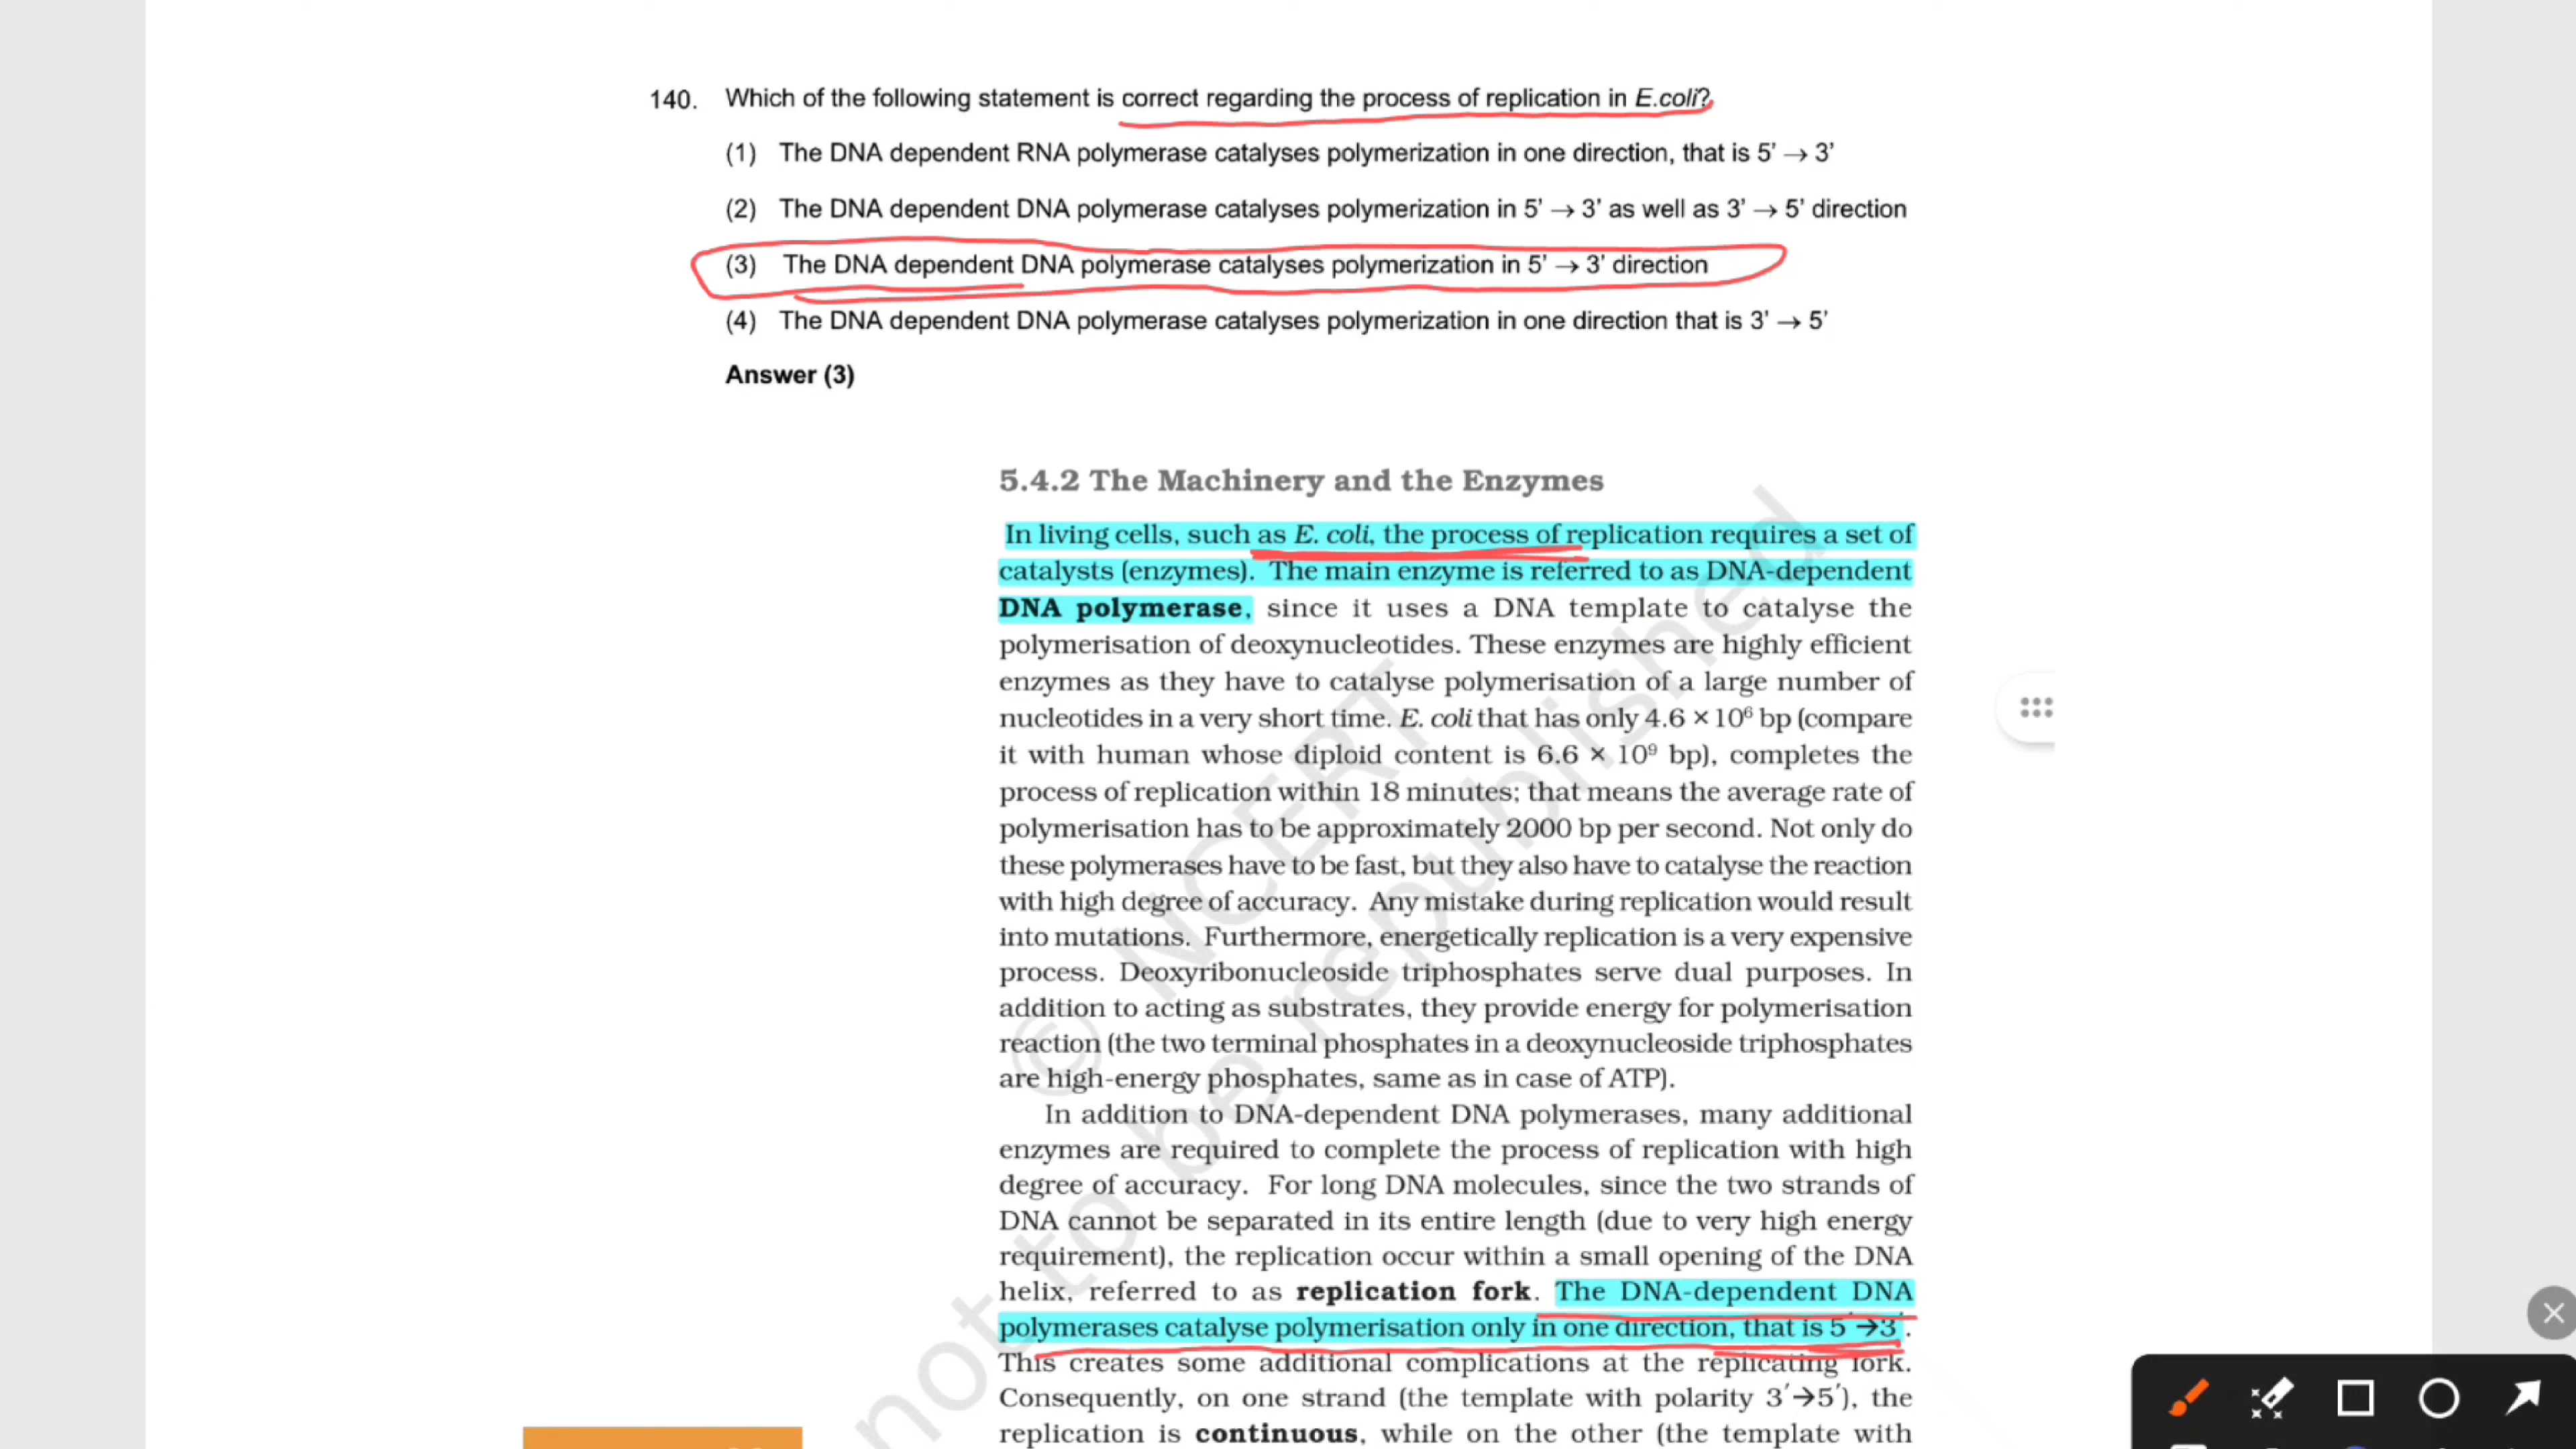 140. Which of the following statement is correct regarding the process of replication in E.coli?
(1) The DNA dependent RNA polymerase catalyses polymerization in one direction, that is 5' → 3'
(2) The DNA dependent DNA polymerase catalyses polymerization in 5' → 3' as well as 3' → 5' direction
(3) The DNA dependent DNA polymerase catalyses polymerization in 5' → 3' direction
(4) The DNA dependent DNA polymerase catalyses polymerization in one direction that is 3' → 5'
Answer (3)
5.4.2 The Machinery and the Enzymes
In living cells, such as E. coli, the process of replication requires a set of
catalysts (enzymes). The main enzyme is referred to as DNA-dependent
DNA polymerase, since it uses a DNA template to catalyse the
polymerisation of deoxynucleotides. These enzymes are highly efficient
enzymes as they have to catalyse polymerisation of a large number of
nucleotides in a very short time. E. coli that has only 4.6 × 10⁶ bp (compare
it with human whose diploid content is 6.6 × 10⁹ bp), completes the
process of replication within 18 minutes; that means the average rate of
polymerisation has to be approximately 2000 bp per second. Not only do
these polymerases have to be fast, but they also have to catalyse the reaction
with high degree of accuracy. Any mistake during replication would result
into mutations. Furthermore, energetically replication is a very expensive
process. Deoxyribonucleoside triphosphates serve dual purposes. In
addition to acting as substrates, they provide energy for polymerisation
reaction (the two terminal phosphates in a deoxynucleoside triphosphates
are high-energy phosphates, same as in case of ATP).
In addition to DNA-dependent DNA polymerases, many additional
enzymes are required to complete the process of replication with high
degree of accuracy. For long DNA molecules, since the two strands of
DNA cannot be separated in its entire length (due to very high energy
requirement), the replication occur within a small opening of the DNA
helix, referred to as replication fork. The DNA-dependent DNA
polymerases catalyse polymerisation only in one direction, that is 5'→3'.
This creates some additional complications at the replicating fork.
Consequently, on one strand (the template with polarity 3'→5'), the
replication is continuous, while on the other (the template with
© NCERT
not to be republished